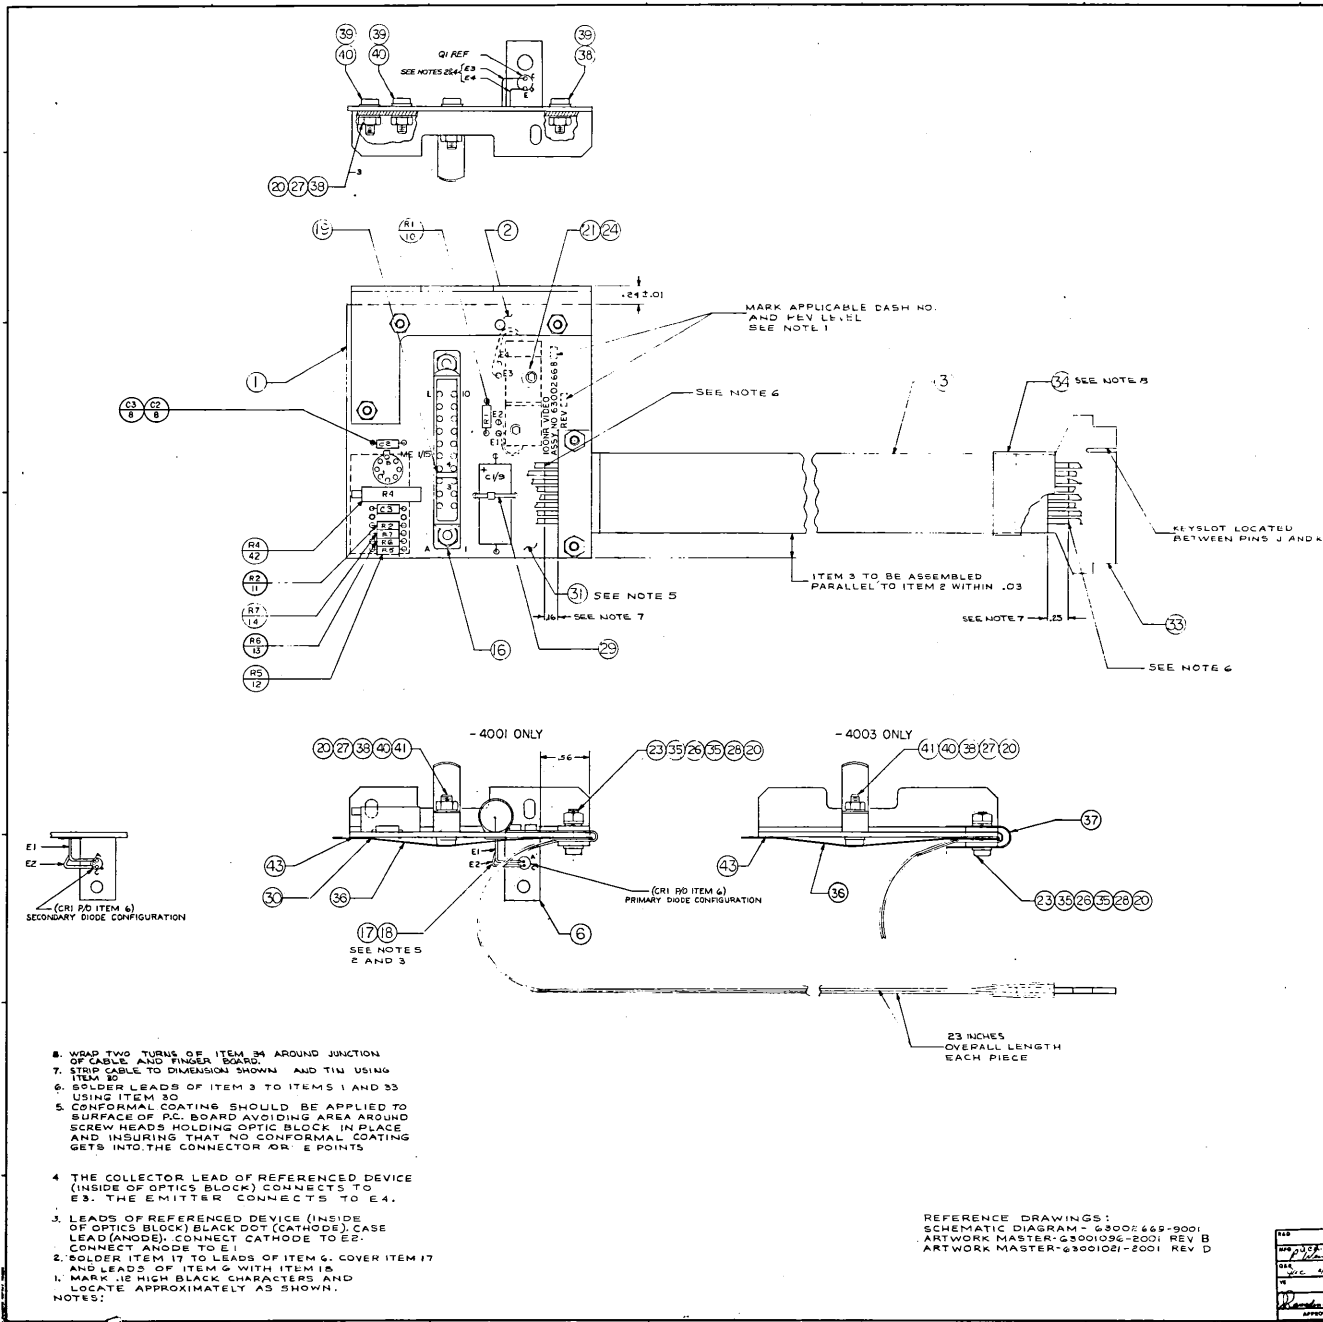 39 39 39
40 40 38
Q1 REF
SEE NOTES 2&4 E3
E4
E
3
20 27 38
19
R1
10
2
21 24
.24±.01
MARK APPLICABLE DASH NO.
AND REV LEVEL
SEE NOTE 1
1
C3 C2
8 8
L 10
E3
R1
E2
E1
100NR VIDEO
ASSY NO 63002668
REV
SEE NOTE 6
3
34 SEE NOTE 8
C2
ME 1/15
C1/9
R4
C3
R2
R7
R6
R5
A 1
R4
42
R2
11
R7
14
R6
13
R5
12
16
29
31 SEE NOTE 5
.16 SEE NOTE 7
ITEM 3 TO BE ASSEMBLED
PARALLEL TO ITEM 2 WITHIN .03
KEYSLOT LOCATED
BETWEEN PINS J AND K
SEE NOTE 7 .25
33
SEE NOTE 6
-4001 ONLY
20 27 38 40 41
.56
23 35 26 35 28 20
-4003 ONLY
41 40 38 27 20
37
E1
E2
(CR1 P/O ITEM 6)
SECONDARY DIODE CONFIGURATION
43
30
36
E1
E2
A
(CR1 P/O ITEM 6)
PRIMARY DIODE CONFIGURATION
17 18
SEE NOTES
2 AND 3
6
43
36
23 35 26 35 28 20
23 INCHES
OVERALL LENGTH
EACH PIECE
8. WRAP TWO TURNS OF ITEM 34 AROUND JUNCTION
OF CABLE AND FINGER BOARD.
7. STRIP CABLE TO DIMENSION SHOWN AND TIN USING
ITEM 30
6. SOLDER LEADS OF ITEM 3 TO ITEMS 1 AND 33
USING ITEM 30
5. CONFORMAL COATING SHOULD BE APPLIED TO
SURFACE OF P.C. BOARD AVOIDING AREA AROUND
SCREW HEADS HOLDING OPTIC BLOCK IN PLACE
AND INSURING THAT NO CONFORMAL COATING
GETS INTO THE CONNECTOR OR E POINTS
4 THE COLLECTOR LEAD OF REFERENCED DEVICE
(INSIDE OF OPTICS BLOCK) CONNECTS TO
E3. THE EMITTER CONNECTS TO E4.
3. LEADS OF REFERENCED DEVICE (INSIDE
OF OPTICS BLOCK) BLACK DOT (CATHODE), CASE
LEAD (ANODE). CONNECT CATHODE TO E2.
CONNECT ANODE TO E1
2. SOLDER ITEM 17 TO LEADS OF ITEM 6. COVER ITEM 17
AND LEADS OF ITEM 6 WITH ITEM 18
1. MARK .12 HIGH BLACK CHARACTERS AND
LOCATE APPROXIMATELY AS SHOWN.
NOTES:
REFERENCE DRAWINGS:
SCHEMATIC DIAGRAM- 63002669-9001
ARTWORK MASTER-63001096-2001 REV B
ARTWORK MASTER-63001021-2001 REV D